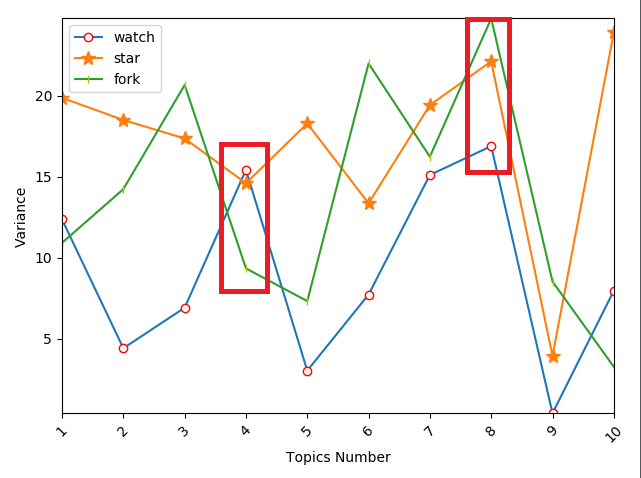 watch
star
fork
20
15
10
5
Variance
1 2 3 4 5 6 7 8 9 10
Topics Number